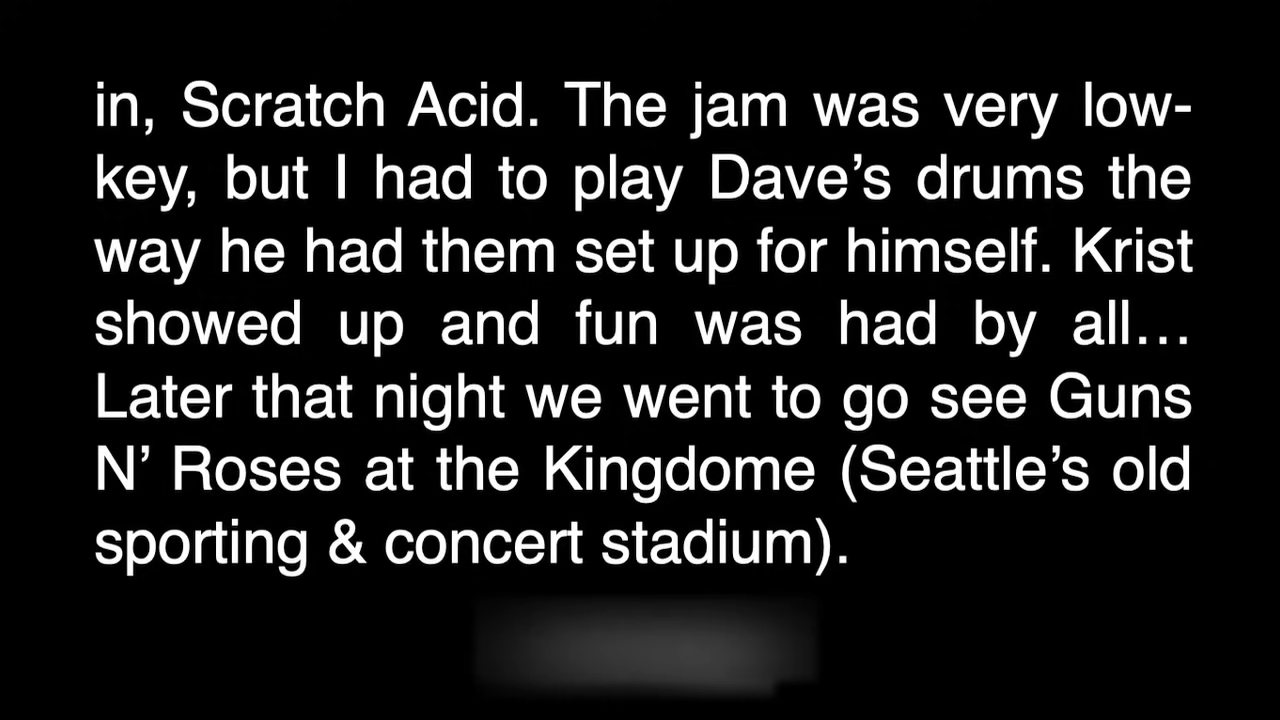 in, Scratch Acid. The jam was very low-
key, but I had to play Dave’s drums the
way he had them set up for himself. Krist
showed up and fun was had by all…
Later that night we went to go see Guns
N’ Roses at the Kingdome (Seattle’s old
sporting & concert stadium).